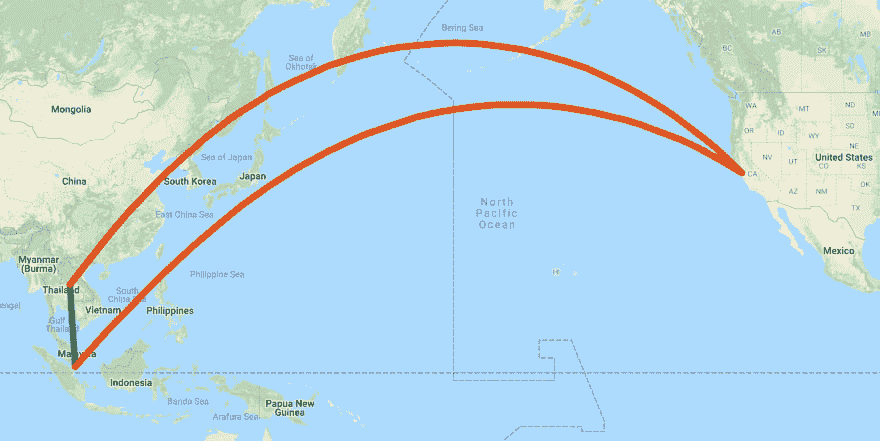 Bering Sea
Sea of
Okhotsk
BC
AB
SK
MB
Mongolia
WA
MT
ND
OR
ID
WY
SD
NE
Sea of Japan
Japan
South Korea
China
NV
UT
CO
KS
United States
CA
AZ
NM
OK
TX
North
Pacific
Ocean
East China Sea
Mexico
Myanmar
(Burma)
Philippine Sea
Thailand
South
China Sea
Gulf
Thailand
Vietnam
Philippines
HI
Indonesia
Banda Sea
Papua New
Guinea
Arafura Sea